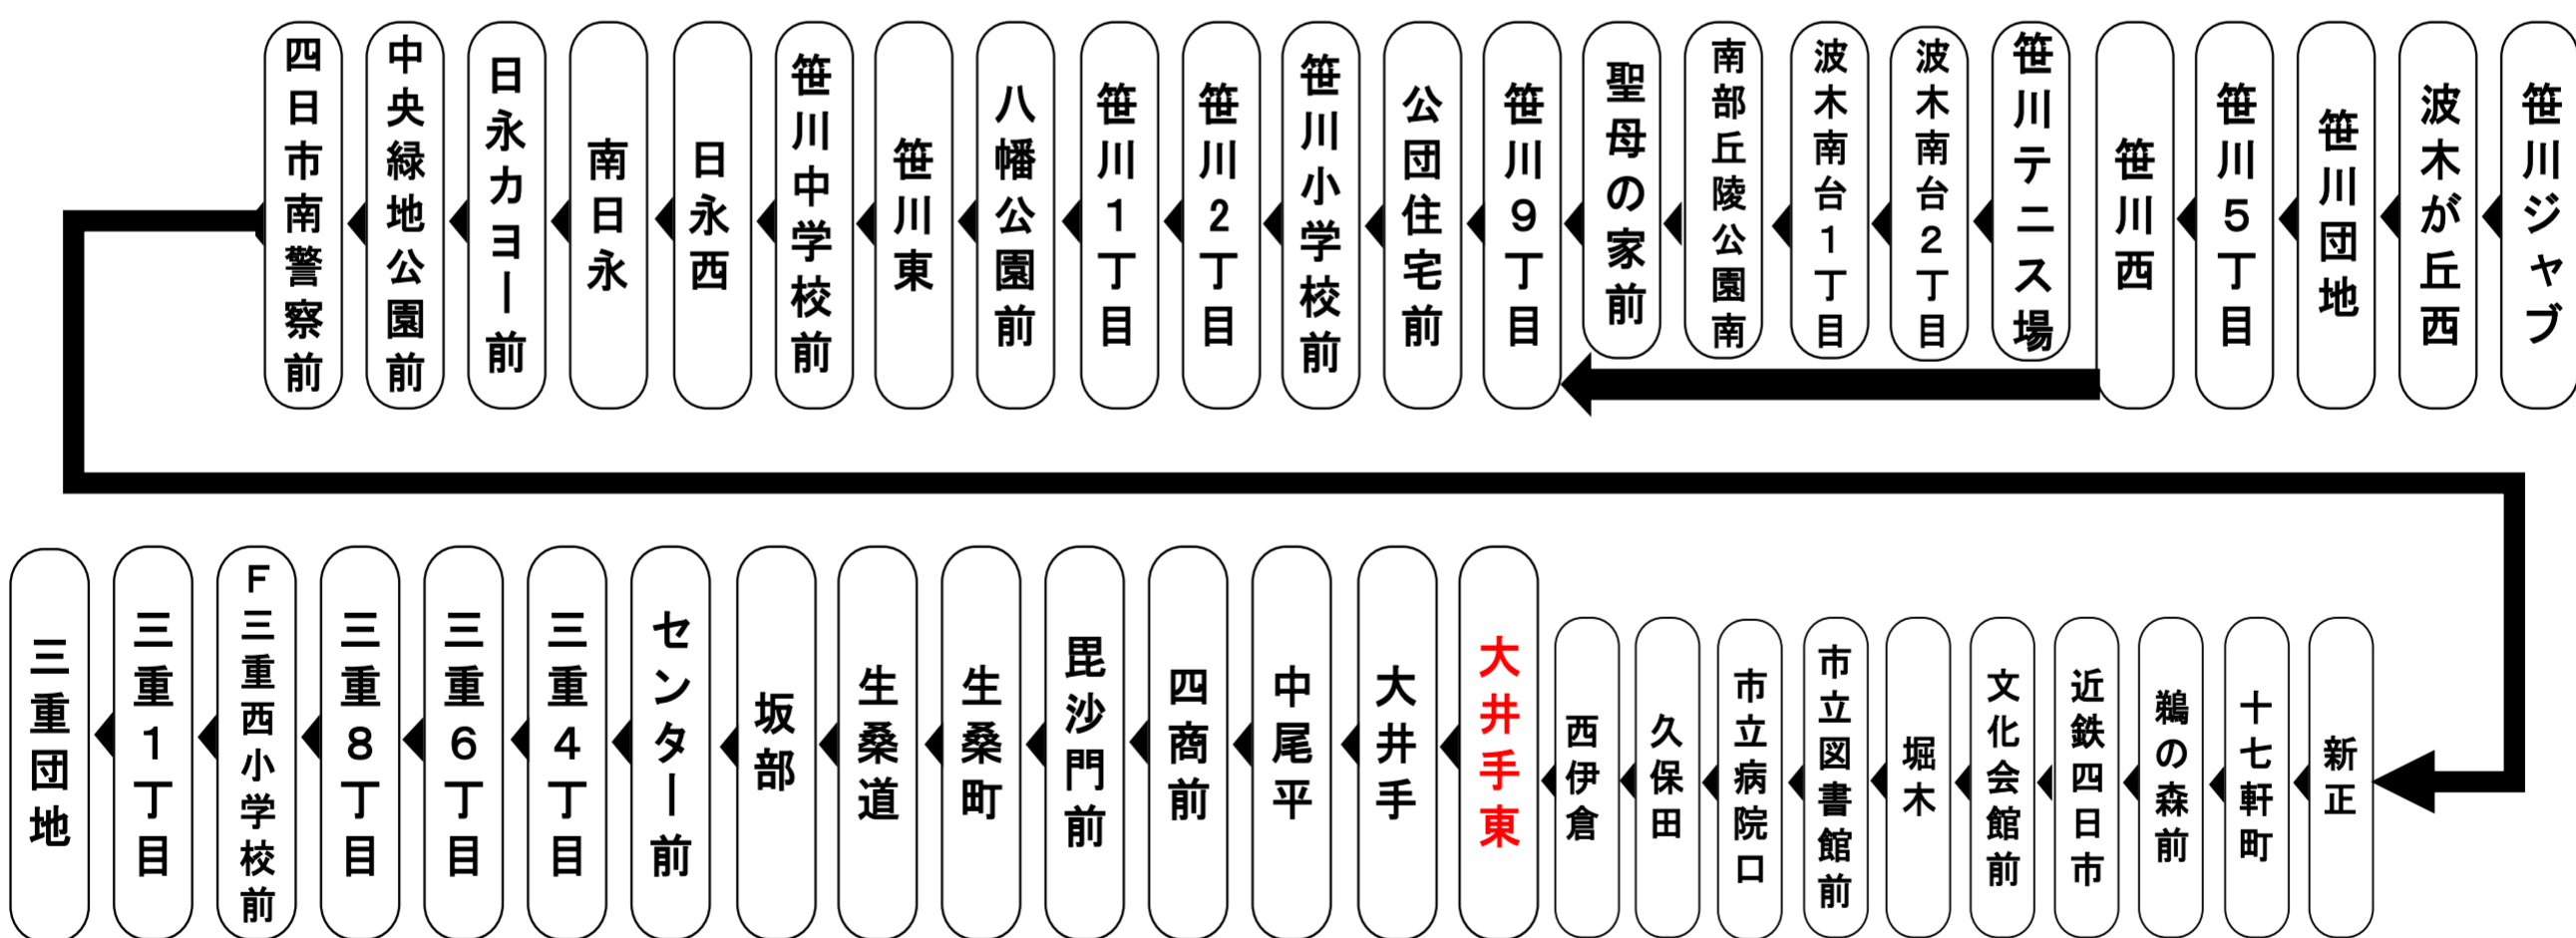 笹川ジャブ
波木が丘西
笹川団地
笹川５丁目
笹川西
笹川テニス場
波木南台２丁目
波木南台１丁目
南部丘陵公園南
聖母の家前
笹川９丁目
公団住宅前
笹川小学校前
笹川２丁目
笹川１丁目
八幡公園前
笹川東
笹川中学校前
日永西
南日永
日永カヨー前
中央緑地公園前
四日市南警察前
新正
十七軒町
鵜の森前
近鉄四日市
文化会館前
堀木
市立図書館前
市立病院口
久保田
西伊倉
大井手東
大井手
中尾平
四商前
毘沙門前
生桑町
生桑道
坂部
センター前
三重４丁目
三重６丁目
三重８丁目
Ｆ三重西小学校前
三重１丁目
三重団地